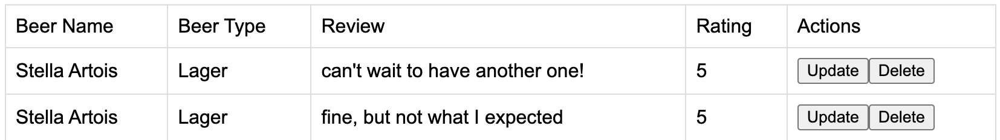 Beer Name Beer Type Review Rating Actions
Stella Artois Lager can't wait to have another one! 5 Update Delete
Stella Artois Lager fine, but not what I expected 5 Update Delete